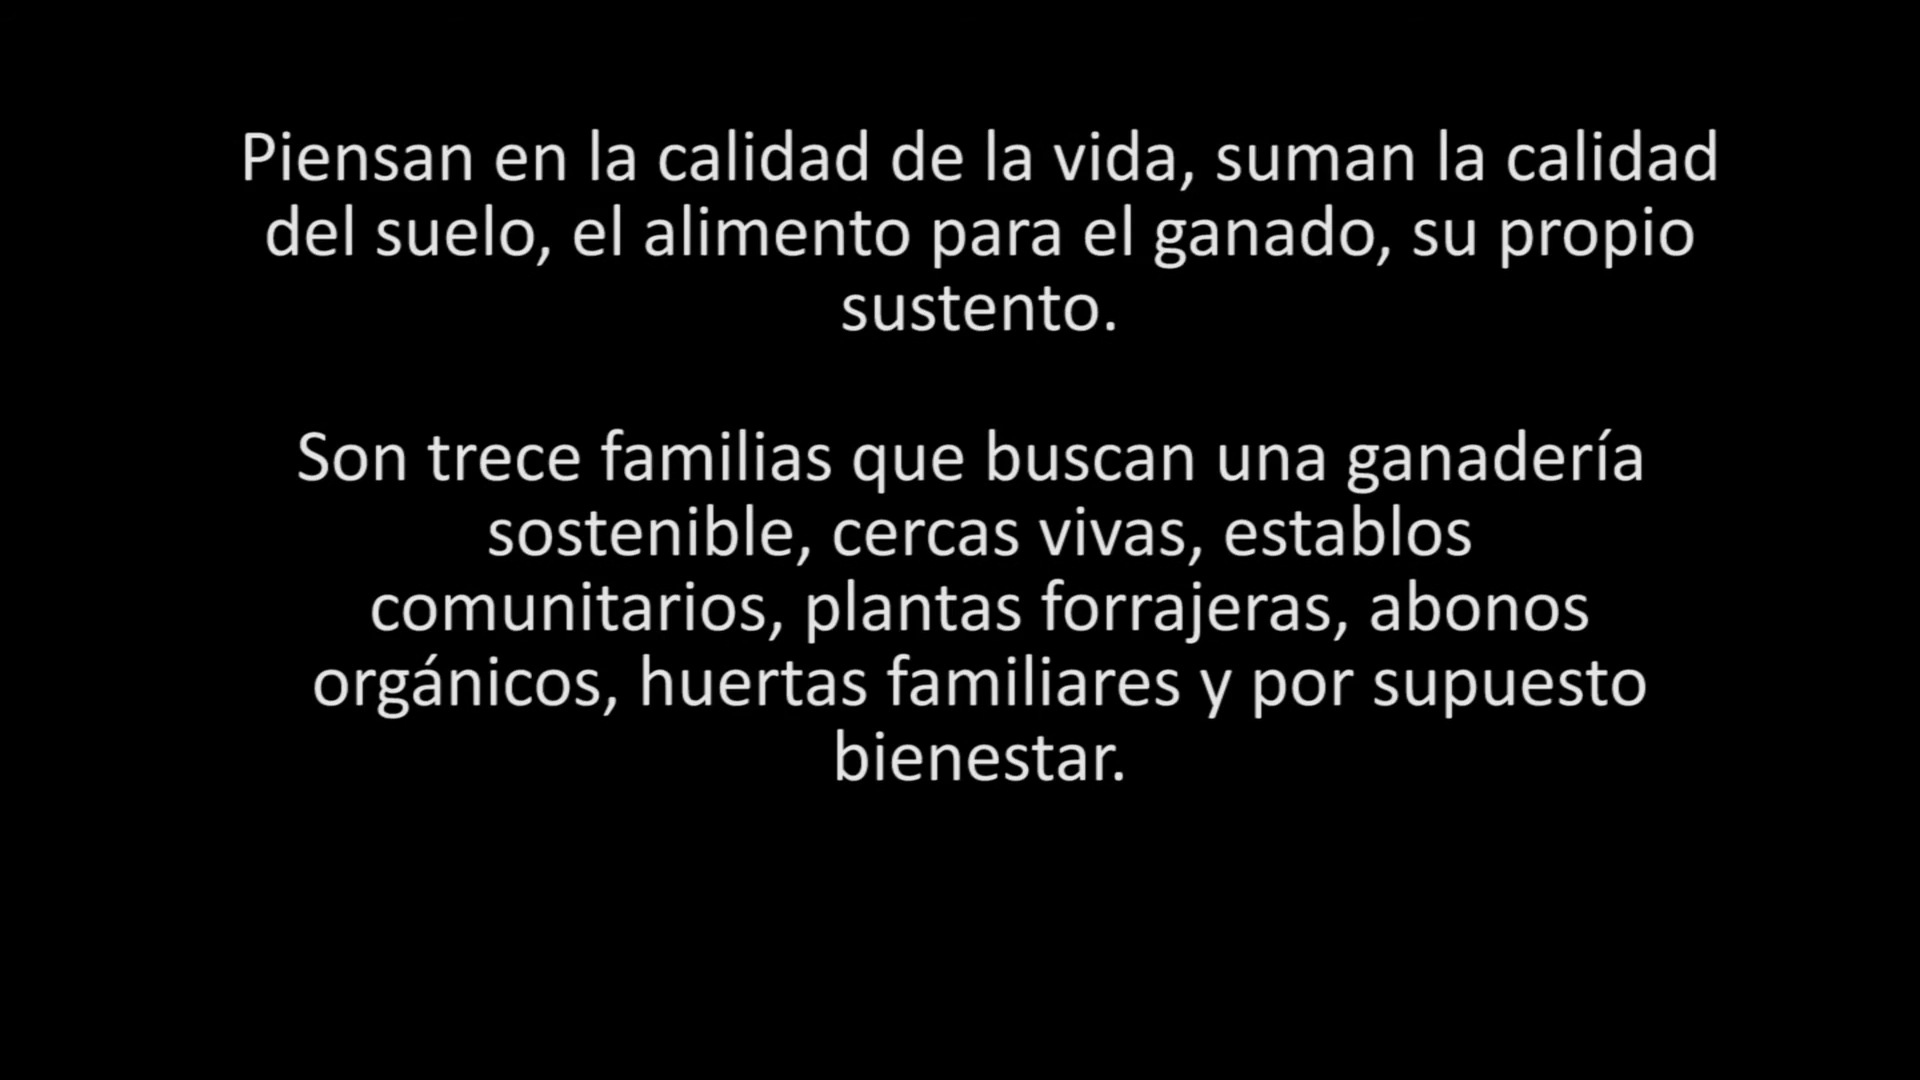 Piensan en la calidad de la vida, suman la calidad
del suelo, el alimento para el ganado, su propio
sustento.
Son trece familias que buscan una ganadería
sostenible, cercas vivas, establos
comunitarios, plantas forrajeras, abonos
orgánicos, huertas familiares y por supuesto
bienestar.